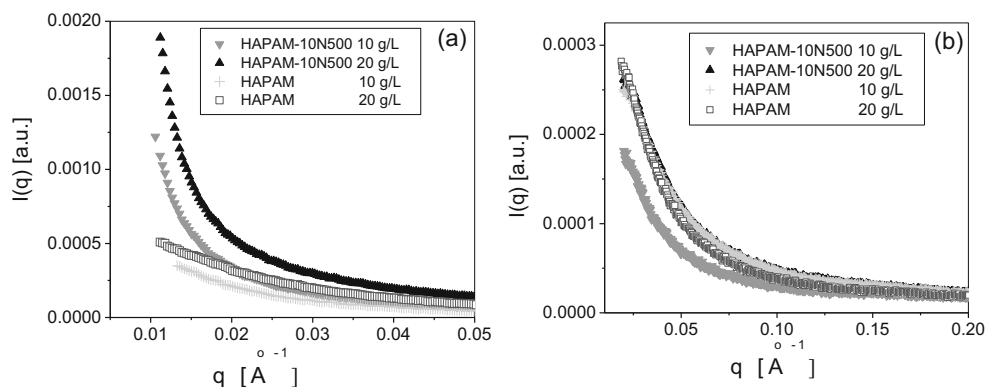 0.0020
0.0015
0.0010
0.0005
0.0000
I(q) [a.u.]
(a)
HAPAM-10N500 10 g/L
HAPAM-10N500 20 g/L
HAPAM 10 g/L
HAPAM 20 g/L
0.01 0.02 0.03 0.04 0.05
o -1
q [A ]
0.0003
0.0002
0.0001
0.0000
I(q) [a.u.]
(b)
HAPAM-10N500 10 g/L
HAPAM-10N500 20 g/L
HAPAM 10 g/L
HAPAM 20 g/L
0.05 0.10 0.15 0.20
o -1
q [A ]